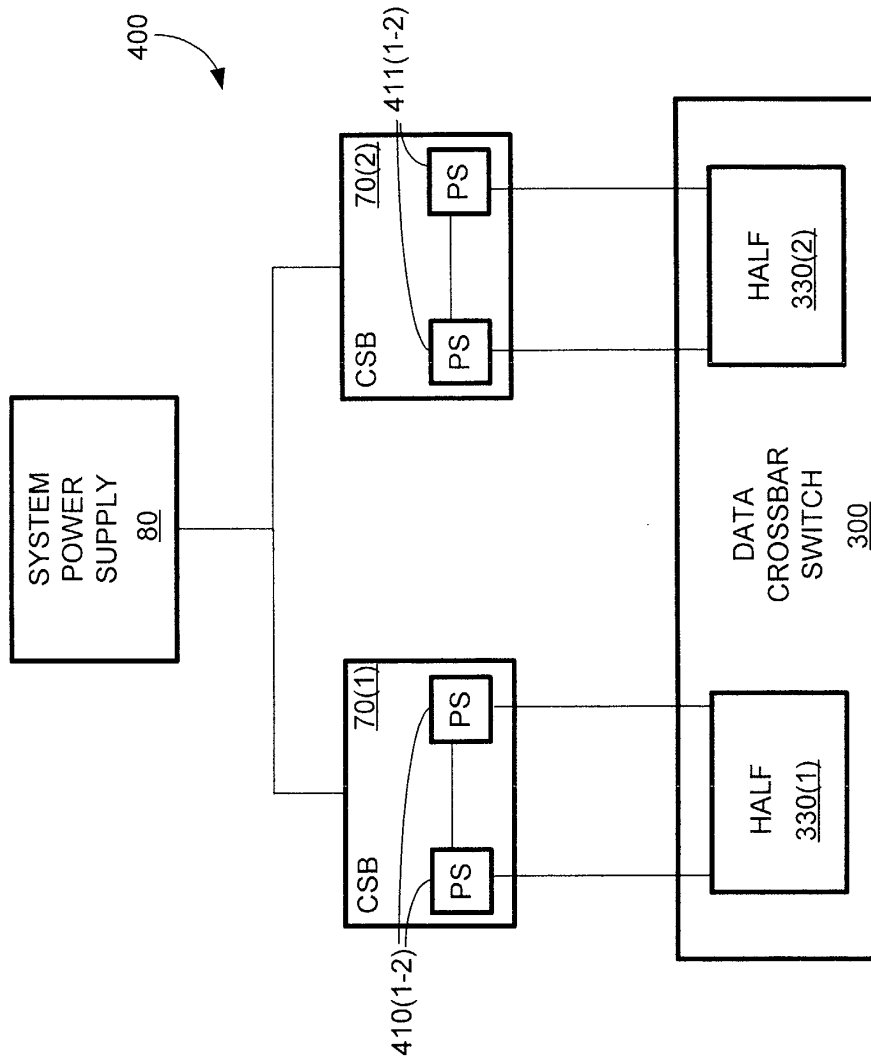 400
SYSTEM
POWER
SUPPLY
80
CSB
70(1)
PS
PS
410(1-2)
CSB
70(2)
PS
PS
411(1-2)
HALF
330(1)
DATA
CROSSBAR
SWITCH
300
HALF
330(2)